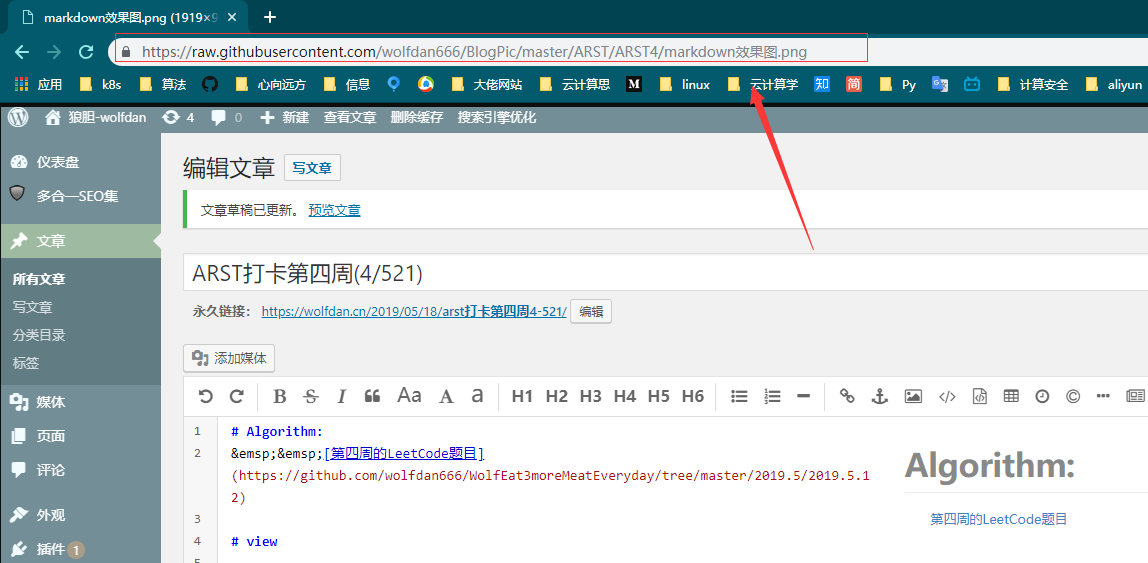 markdown效果图.png (1919×9
https://raw.githubusercontent.com/wolfdan666/BlogPic/master/ARST/ARST4/markdown效果图.png
应用 k8s 算法 心向远方 信息 大佬网站 云计算思 M linux 云计算学 知 简 Py 计算安全 aliyun
狼胆-wolfdan 4 0 新建 查看文章 删除缓存 搜索引擎优化
仪表盘
多合一SEO集
文章
所有文章
写文章
分类目录
标签
媒体
页面
评论
外观
插件 1
编辑文章 写文章
文章草稿已更新。 预览文章
ARST打卡第四周(4/521)
永久链接： https://wolfdan.cn/2019/05/18/arst打卡第四周4-521/ 编辑
添加媒体
B S I Aa A a H1 H2 H3 H4 H5 H6
1 # Algorithm:
2 &emsp;&emsp;[第四周的LeetCode题目]
(https://github.com/wolfdan666/WolfEat3moreMeatEveryday/tree/master/2019.5/2019.5.1
2)
3
4 # view
5
Algorithm:
第四周的LeetCode题目